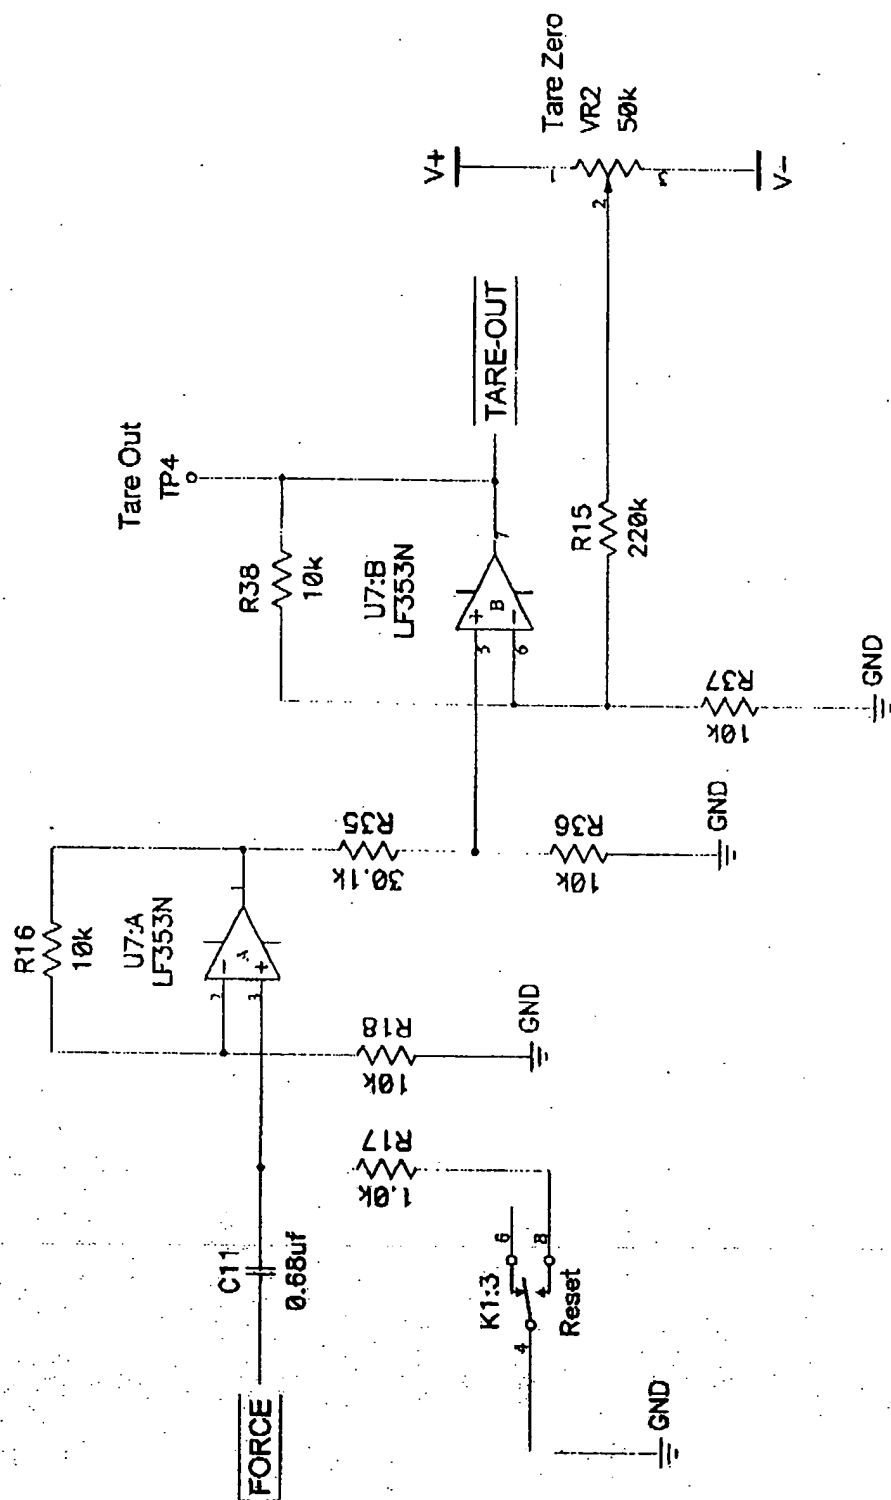 FORCE
C11
0.68uf
K1:3
Reset
4
6
8
GND
R17
1.0k
R18
10k
GND
R16
10k
U7:A
LF353N
2
3
A
1
R35
30.1k
R36
10k
GND
R38
10k
U7:B
LF353N
5
6
B
7
Tare Out
TP4
TARE-OUT
R37
10k
GND
R15
220k
V+
1
2
3
V-
Tare Zero
VR2
50k